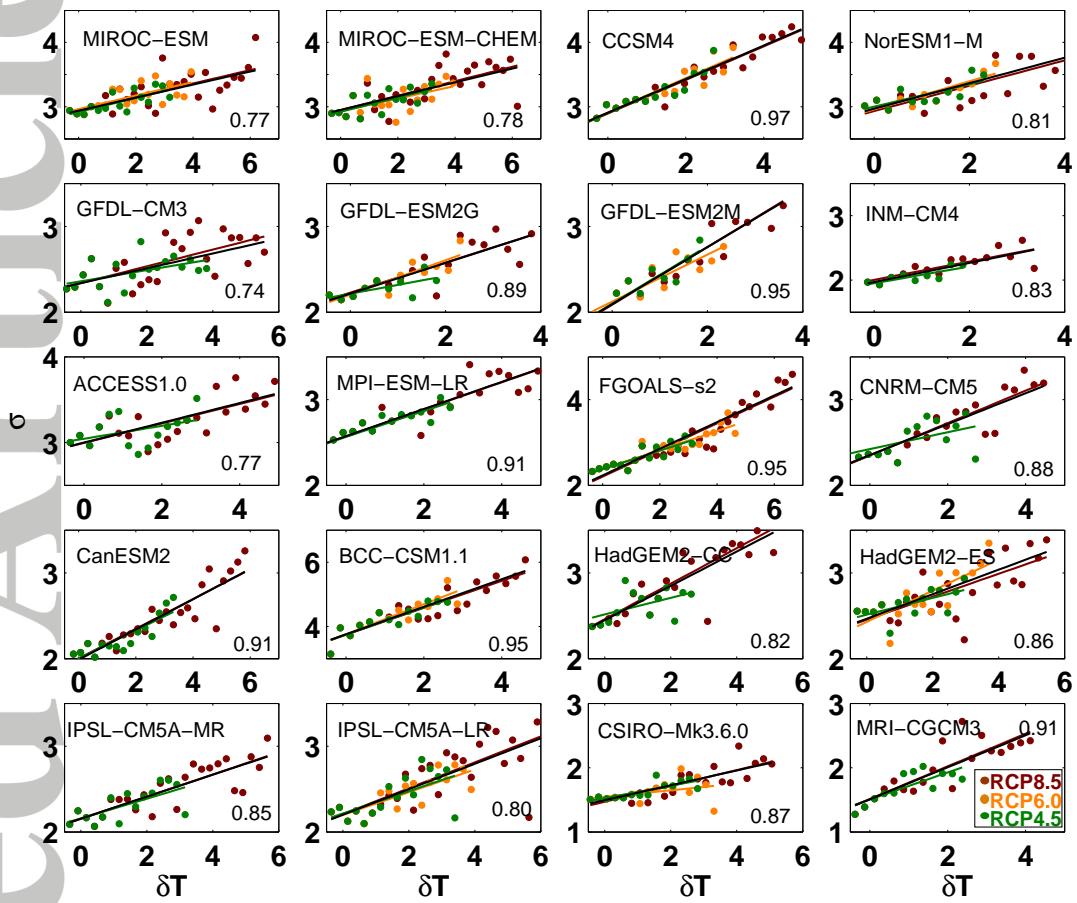 MIROC−ESM
4
3
0.77
0 2 4 6
MIROC−ESM−CHEM
4
3
0.78
0 2 4 6
CCSM4
4
3
0.97
0 2 4
NorESM1−M
4
3
0.81
0 2 4
GFDL−CM3
3
2
0.74
0 2 4 6
GFDL−ESM2G
3
2
0.89
0 2 4
GFDL−ESM2M
3
2
0.95
0 2 4
INM−CM4
3
2
0.83
0 2 4
σ
ACCESS1.0
4
3
2
0.77
0 2 4
MPI−ESM−LR
3
2
0.91
0 2 4
FGOALS−s2
4
2
0.95
0 2 4 6
CNRM−CM5
3
2
0.88
0 2 4
CanESM2
3
2
0.91
0 2 4 6
BCC−CSM1.1
6
4
0.95
0 2 4
HadGEM2−CC
3
2
0.82
0 2 4 6
HadGEM2−ES
3
2
0.86
0 2 4 6
IPSL−CM5A−MR
3
2
0.85
0 2 4 6
δT
IPSL−CM5A−LR
3
2
0.80
0 2 4 6
δT
CSIRO−Mk3.6.0
3
2
1
0.87
0 2 4
δT
MRI−CGCM3
3
2
1
0.91
RCP8.5
RCP6.0
RCP4.5
0 2 4
δT